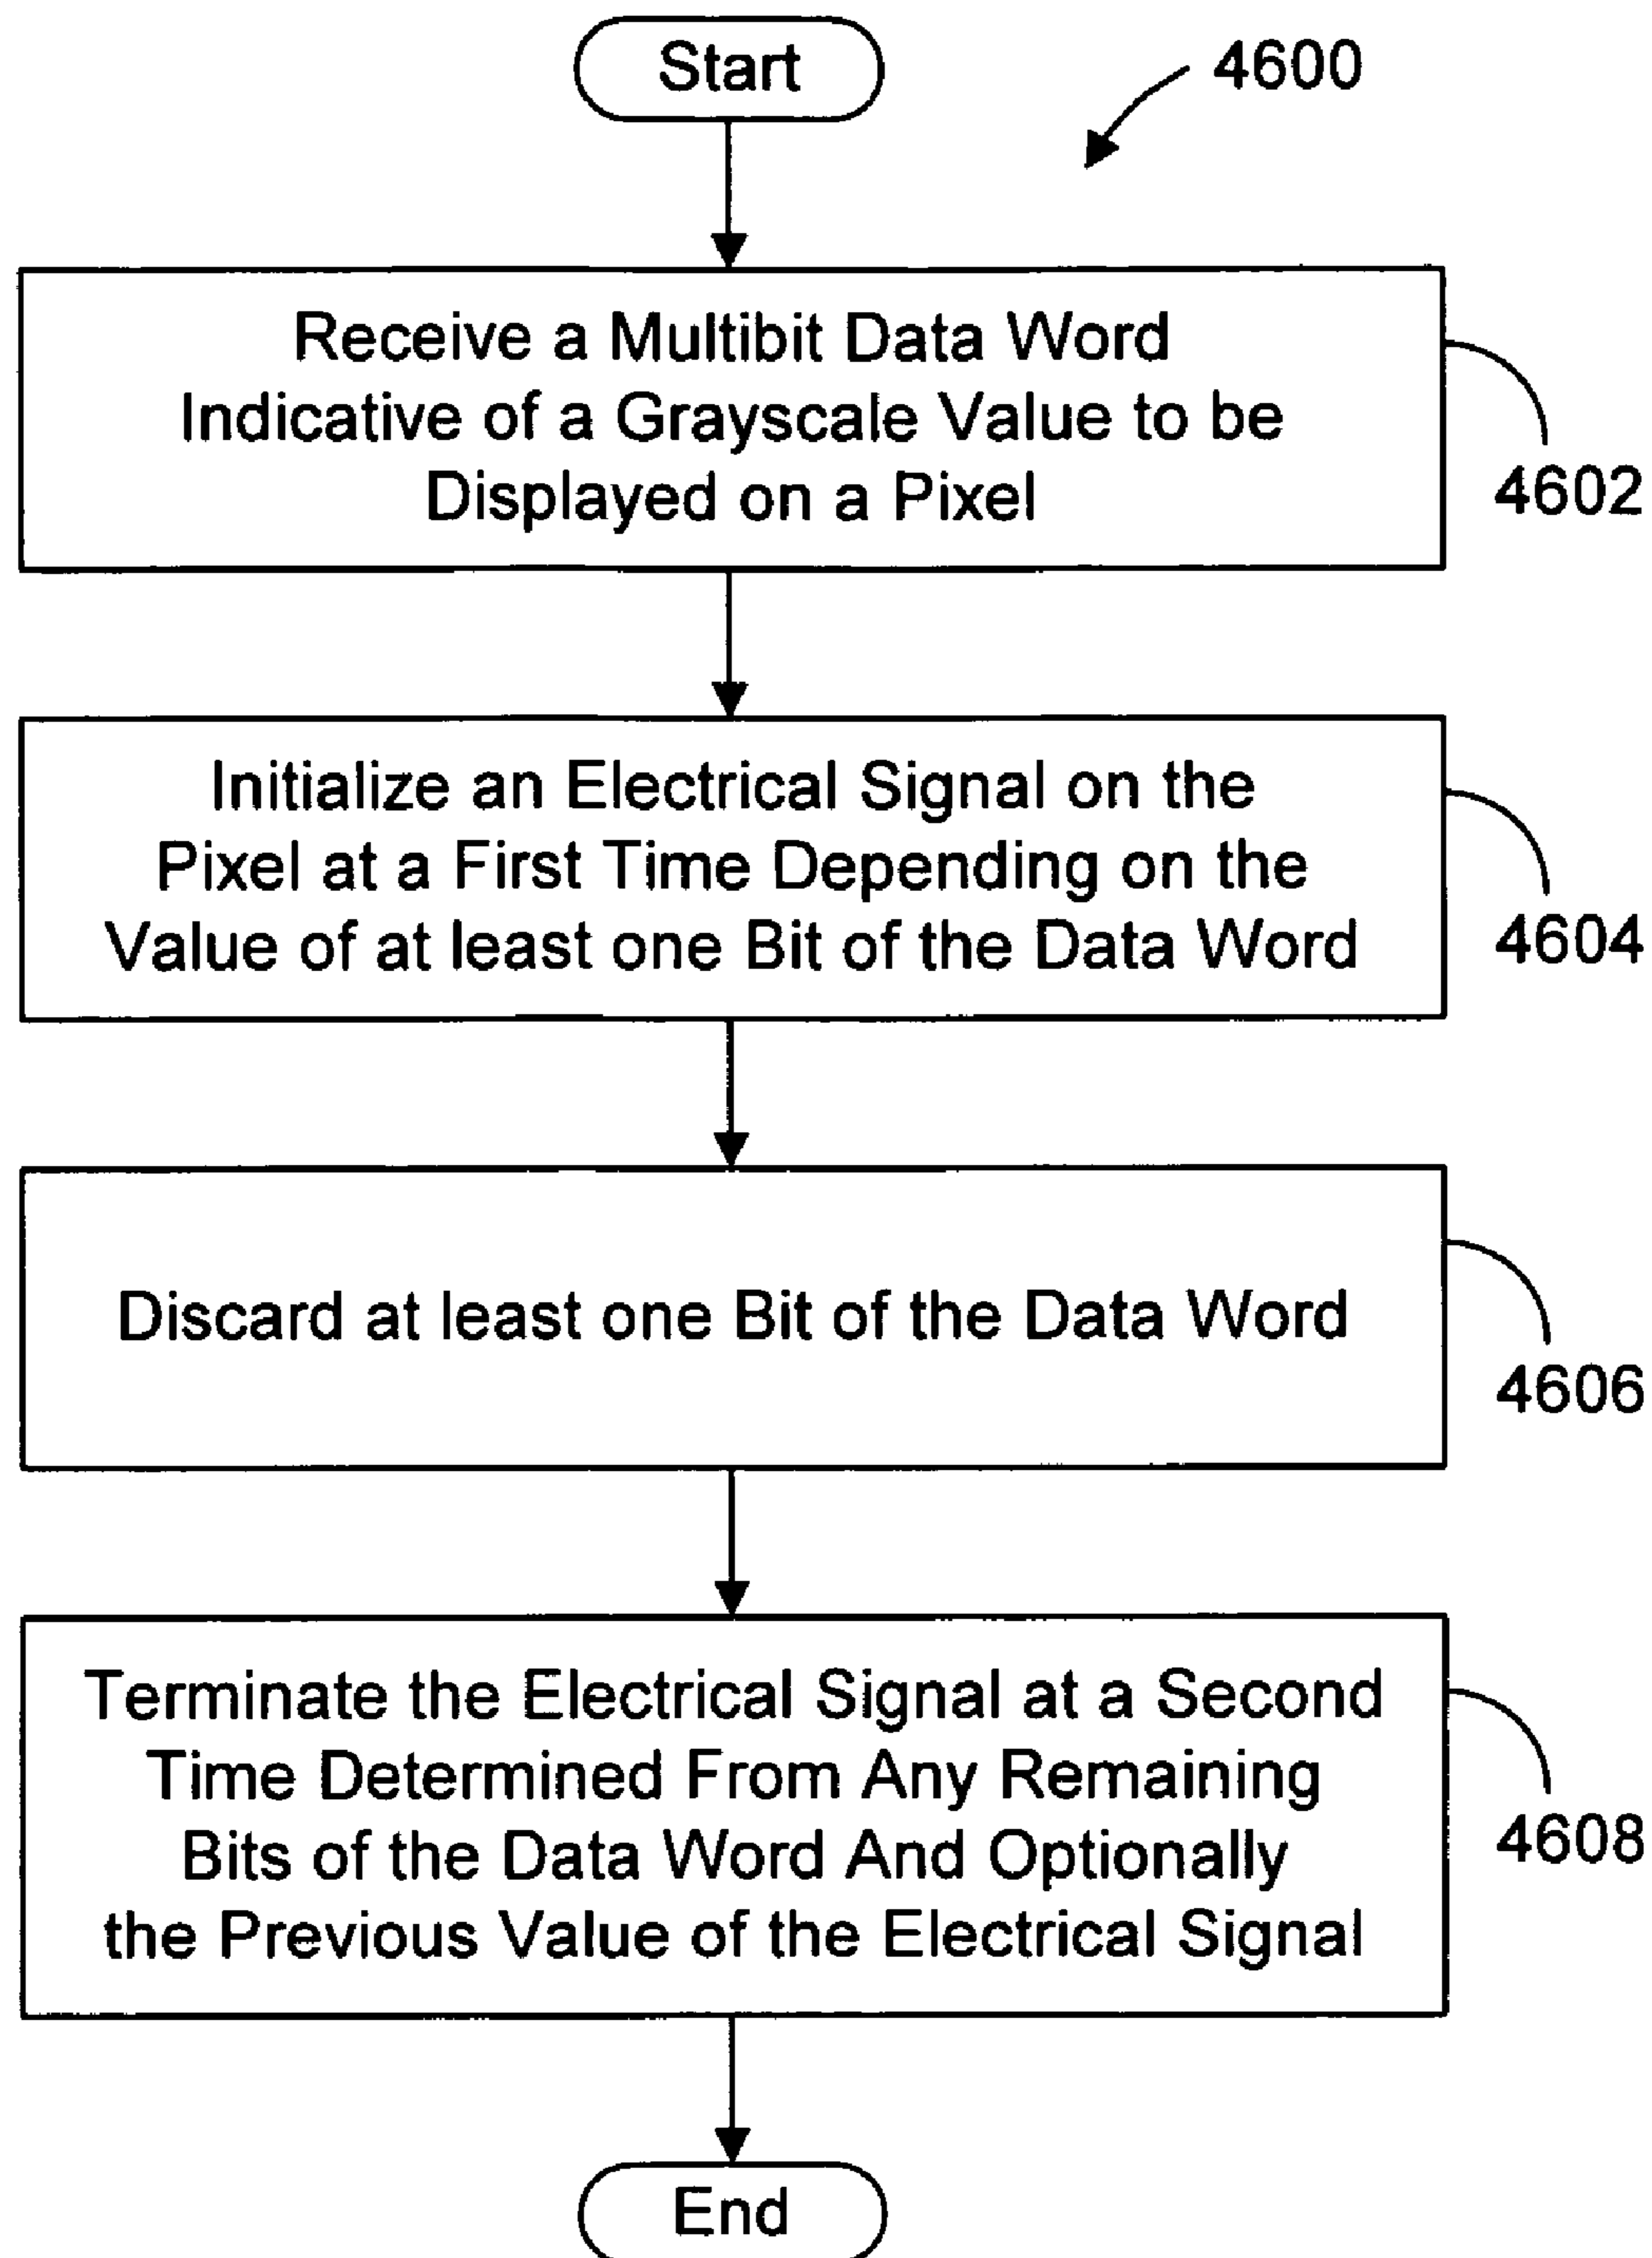 Start
4600
Receive a Multibit Data Word
Indicative of a Grayscale Value to be
Displayed on a Pixel
4602
Initialize an Electrical Signal on the
Pixel at a First Time Depending on the
Value of at least one Bit of the Data Word
4604
Discard at least one Bit of the Data Word
4606
Terminate the Electrical Signal at a Second
Time Determined From Any Remaining
Bits of the Data Word And Optionally
the Previous Value of the Electrical Signal
4608
End